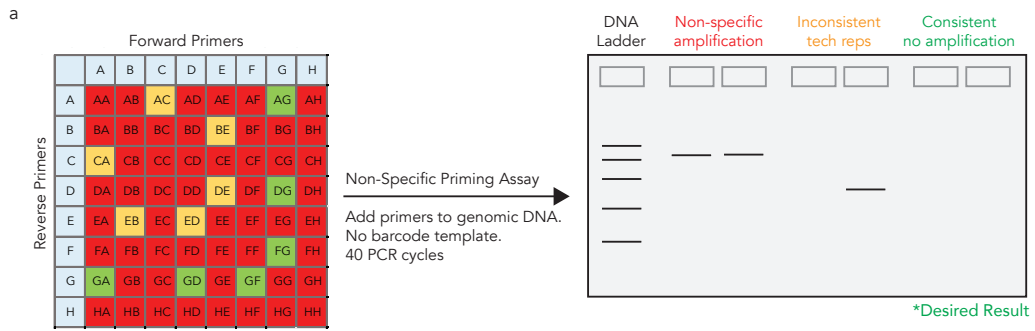 a
Forward Primers
Reverse Primers
A B C D E F G H
A AA AB AC AD AE AF AG AH
B BA BB BC BD BE BF BG BH
C CA CB CC CD CE CF CG CH
D DA DB DC DD DE DF DG DH
E EA EB EC ED EE EF EG EH
F FA FB FC FD FE FF FG FH
G GA GB GC GD GE GF GG GH
H HA HB HC HD HE HF HG HH
Non-Specific Priming Assay
Add primers to genomic DNA.
No barcode template.
40 PCR cycles
DNA
Ladder
Non-specific
amplification
Inconsistent
tech reps
Consistent
no amplification
*Desired Result